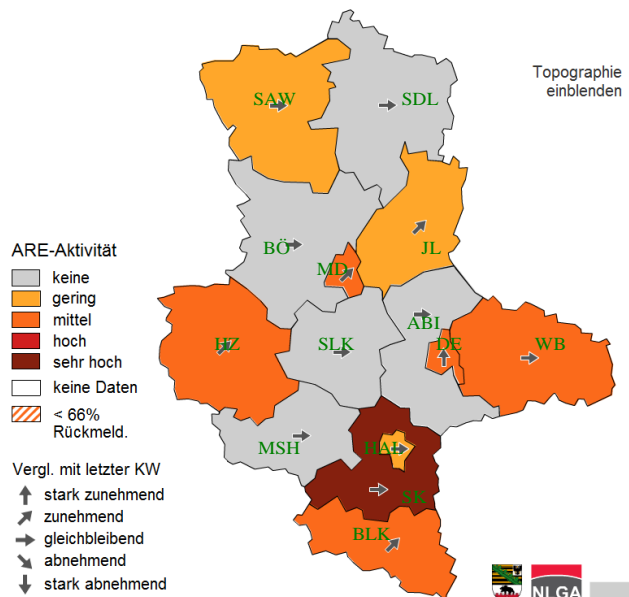 Topographie
einblenden
SAW
SDL
BÖ
MD
JL
ABI
HZ
SLK
DE
WB
MSH
HAL
SK
BLK
ARE-Aktivität
keine
gering
mittel
hoch
sehr hoch
keine Daten
< 66%
Rückmeld.
Vergl. mit letzter KW
stark zunehmend
zunehmend
gleichbleibend
abnehmend
stark abnehmend
NLGA